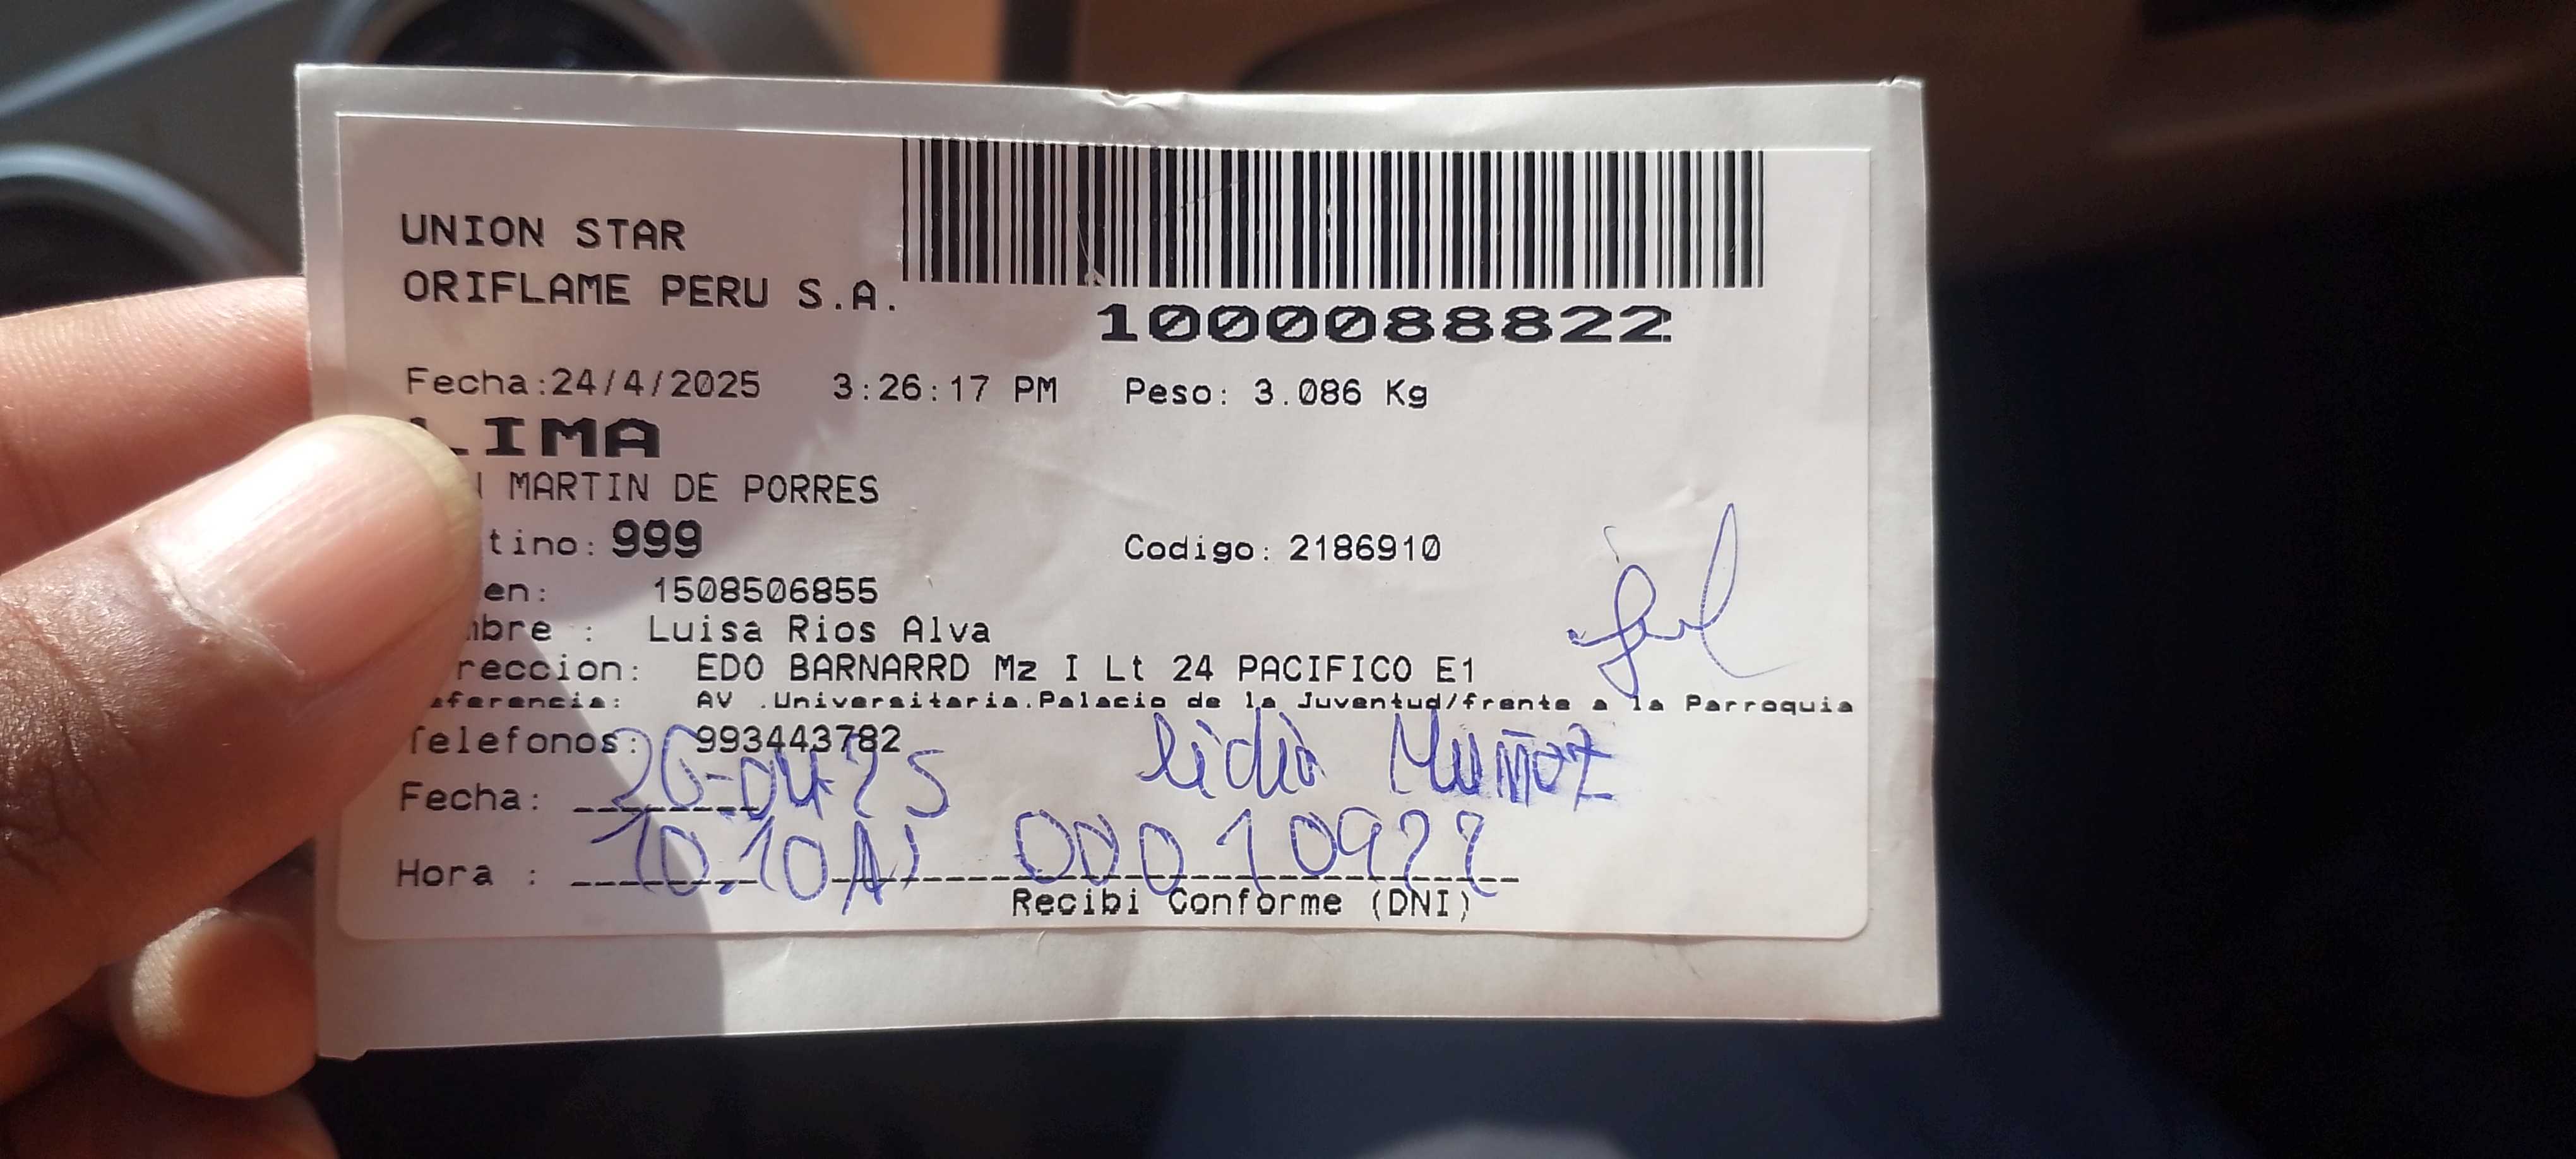 UNION STAR
ORIFLAME PERU S.A.
1000088822
Fecha:24/4/2025 3:26:17 PM Peso: 3.086 Kg
LIMA
MARTIN DE PORRES
tino: 999 Codigo: 2186910
en: 1508506855
mbre : Luisa Rios Alva
reccion: EDO BARNARRD Mz I Lt 24 PACIFICO E1
eferencia: AV .Universitaria.Palacio de la Juventud/frente a la Parroquia
Telefonos: 993443782
lidia Muñoz
Fecha: 26-04-25
Hora : 10.10AM 00010922
Recibi Conforme (DNI)